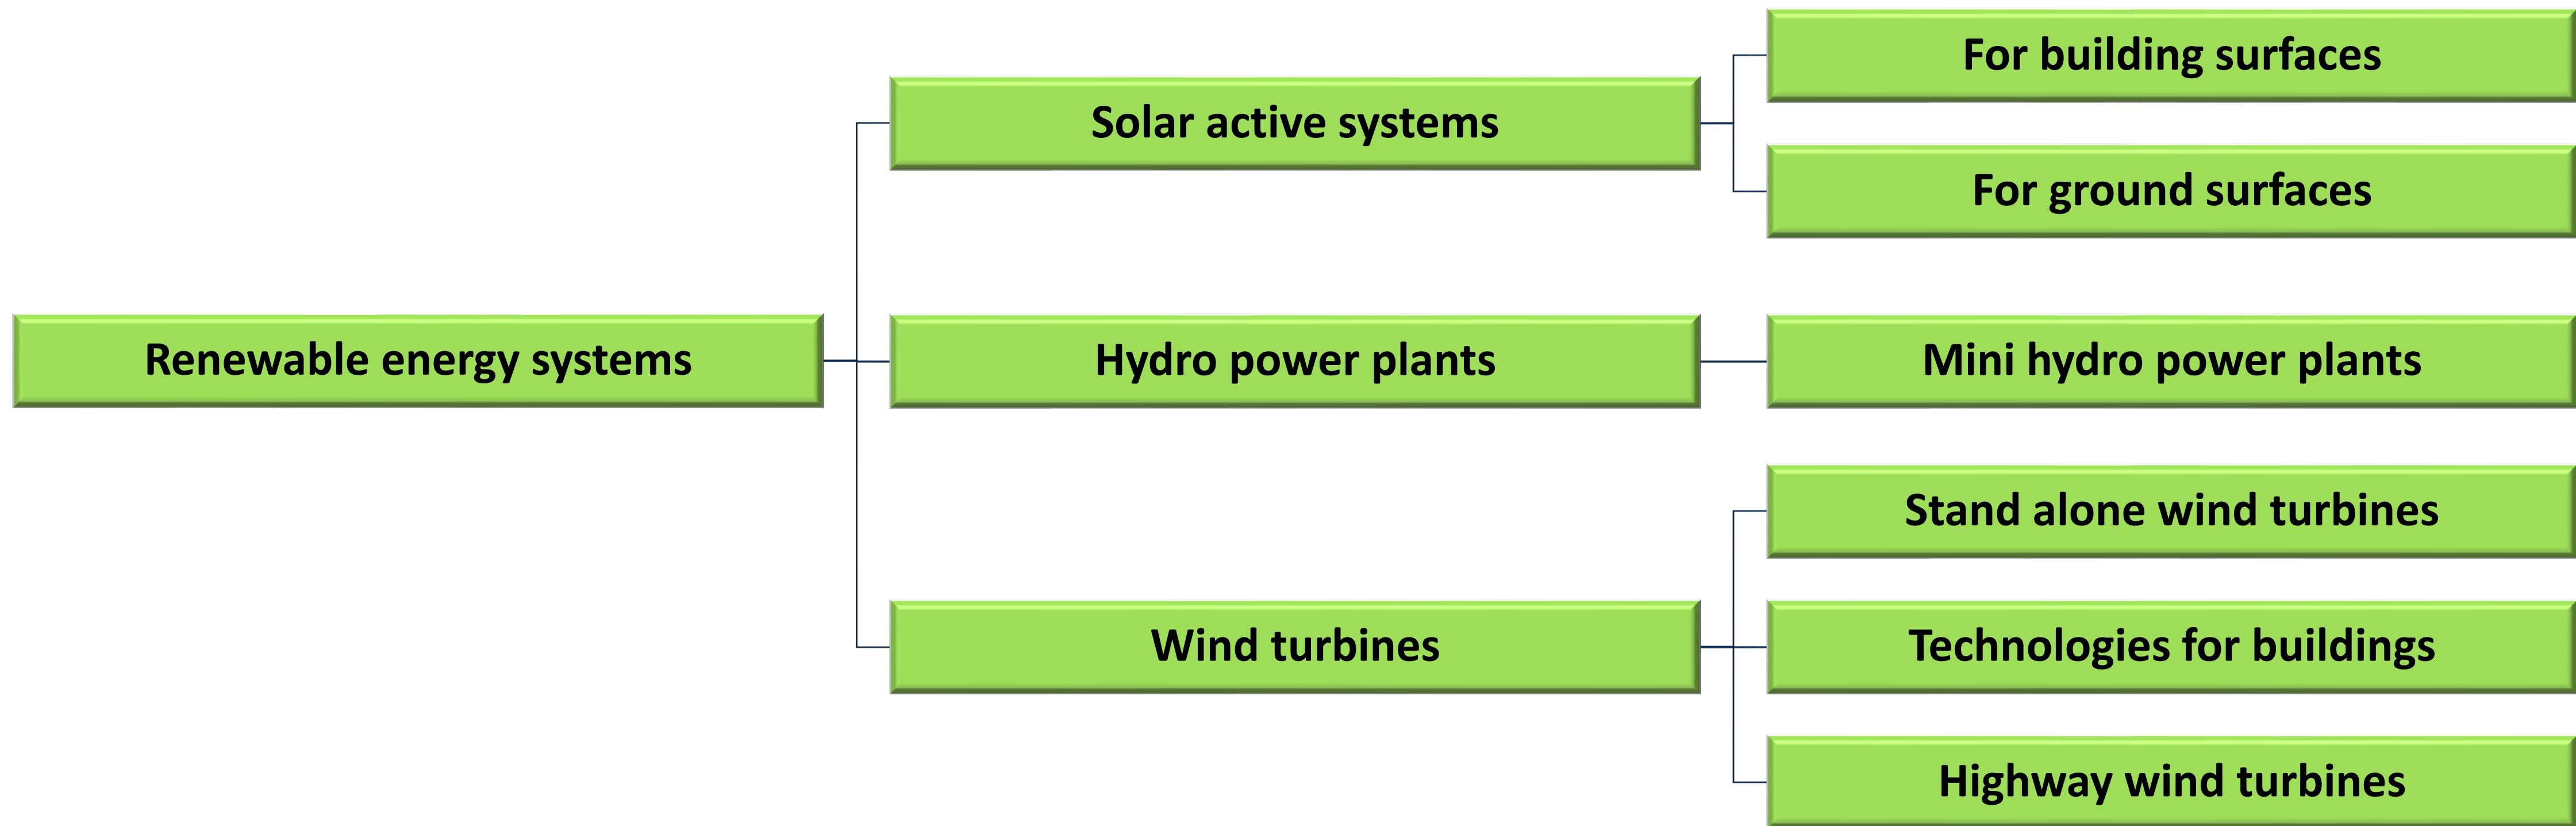 Renewable energy systems
Solar active systems
For building surfaces
For ground surfaces
Hydro power plants
Mini hydro power plants
Wind turbines
Stand alone wind turbines
Technologies for buildings
Highway wind turbines